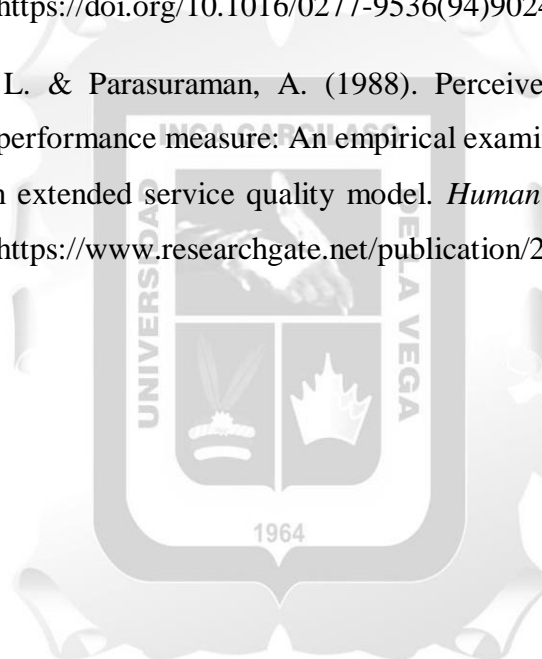 https://doi.org/10.1016/0277-9536(94)9024
L. & Parasuraman, A. (1988). Perceive
performance measure: An empirical exami
n extended service quality model. Human
https://www.researchgate.net/publication/2
UNIVERSIDAD
INCA GARCILASO
DE LA VEGA
1964